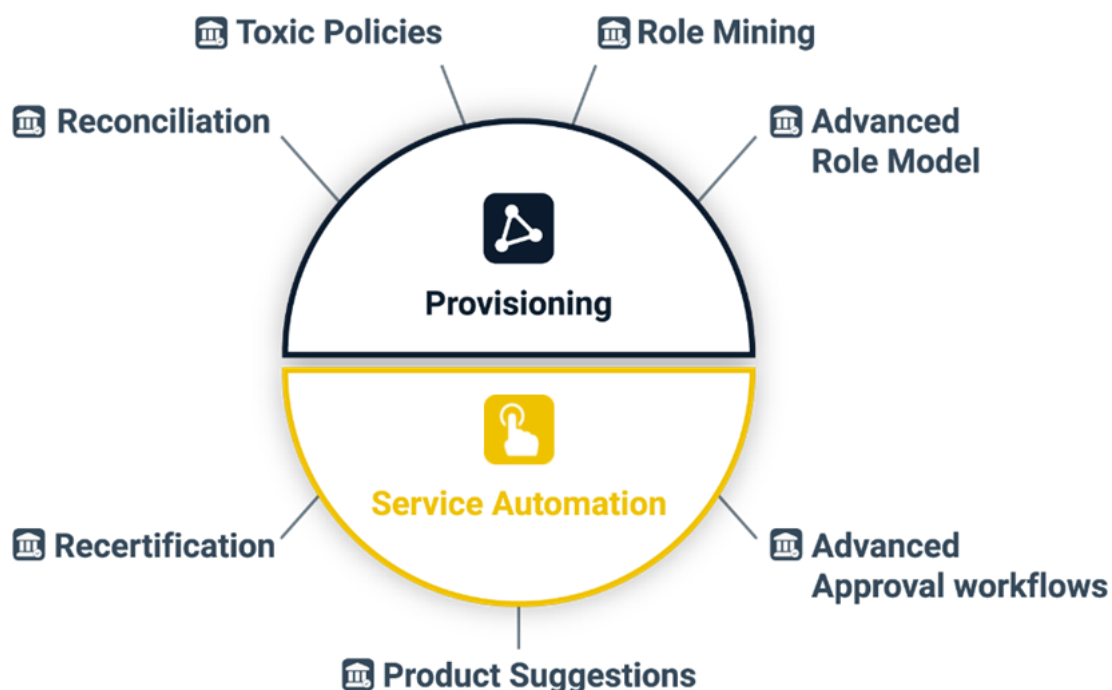 Toxic Policies
Role Mining
Reconciliation
Advanced
Role Model
Provisioning
Service Automation
Recertification
Advanced
Approval workflows
Product Suggestions